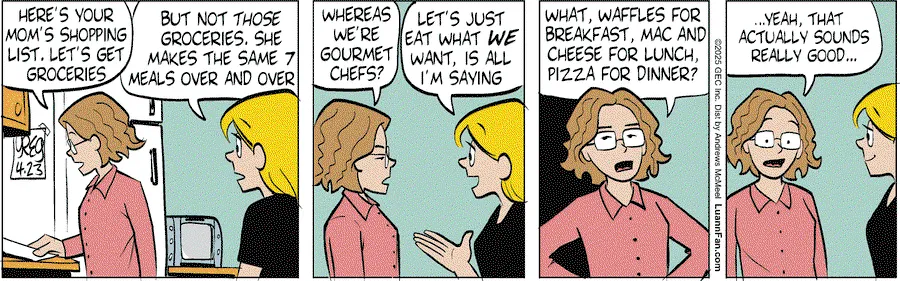 HERE'S YOUR
MOM'S SHOPPING
LIST. LET'S GET
GROCERIES
BUT NOT THOSE
GROCERIES. SHE
MAKES THE SAME 7
MEALS OVER AND OVER
GREG
4.23
WHEREAS
WE'RE
GOURMET
CHEFS?
LET'S JUST
EAT WHAT WE
WANT, IS ALL
I'M SAYING
WHAT, WAFFLES FOR
BREAKFAST, MAC AND
CHEESE FOR LUNCH,
PIZZA FOR DINNER?
©2025 GEC Inc. Dist by Andrews McMeel LuannFan.com
...YEAH, THAT
ACTUALLY SOUNDS
REALLY GOOD...